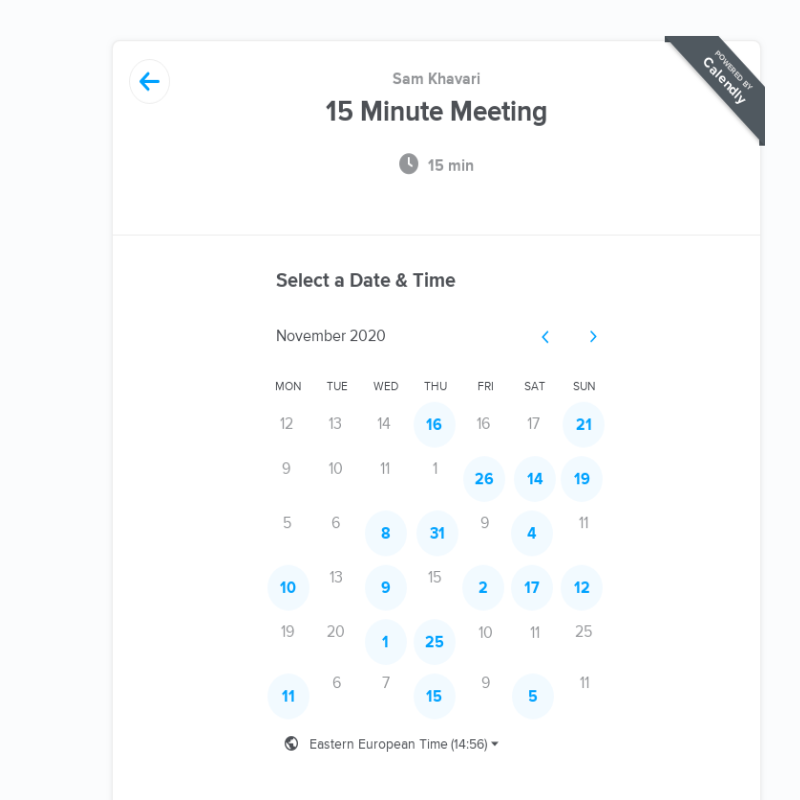 POWERED BY
Calendly
Sam Khavari
15 Minute Meeting
15 min
Select a Date & Time
November 2020
MON TUE WED THU FRI SAT SUN
12 13 14 16 16 17 21
9 10 11 1 26 14 19
5 6 8 31 9 4 11
10 13 9 15 2 17 12
19 20 1 25 10 11 25
11 6 7 15 9 5 11
Eastern European Time (14:56)